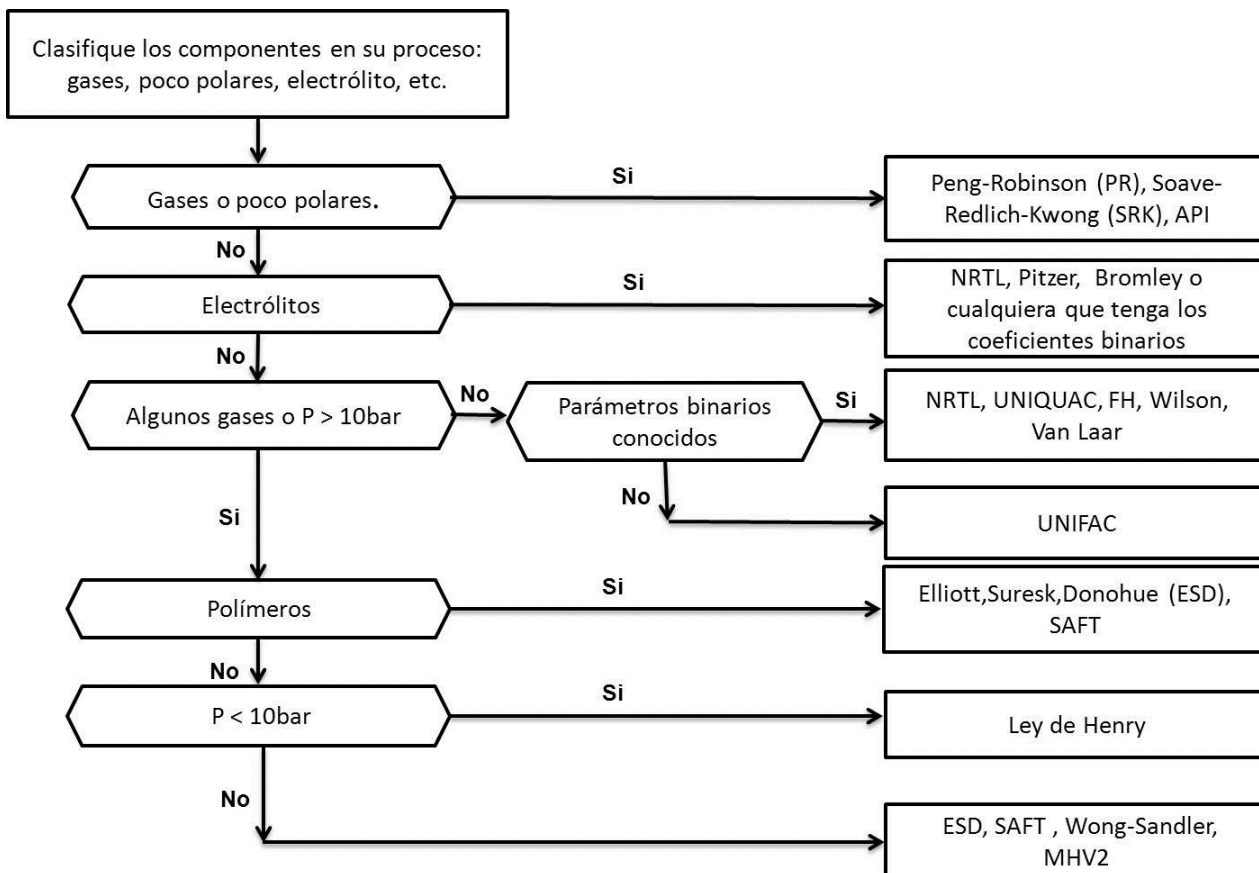 Clasifique los componentes en su proceso:
gases, poco polares, electrólito, etc.
Gases o poco polares.
Si
Peng-Robinson (PR), Soave-
Redlich-Kwong (SRK), API
No
Electrólitos
Si
NRTL, Pitzer, Bromley o
cualquiera que tenga los
coeficientes binarios
No
Algunos gases o P > 10bar
No
Parámetros binarios
conocidos
Si
NRTL, UNIQUAC, FH, Wilson,
Van Laar
No
UNIFAC
Si
Polímeros
Si
Elliott,Suresk,Donohue (ESD),
SAFT
No
P < 10bar
Si
Ley de Henry
No
ESD, SAFT , Wong-Sandler,
MHV2